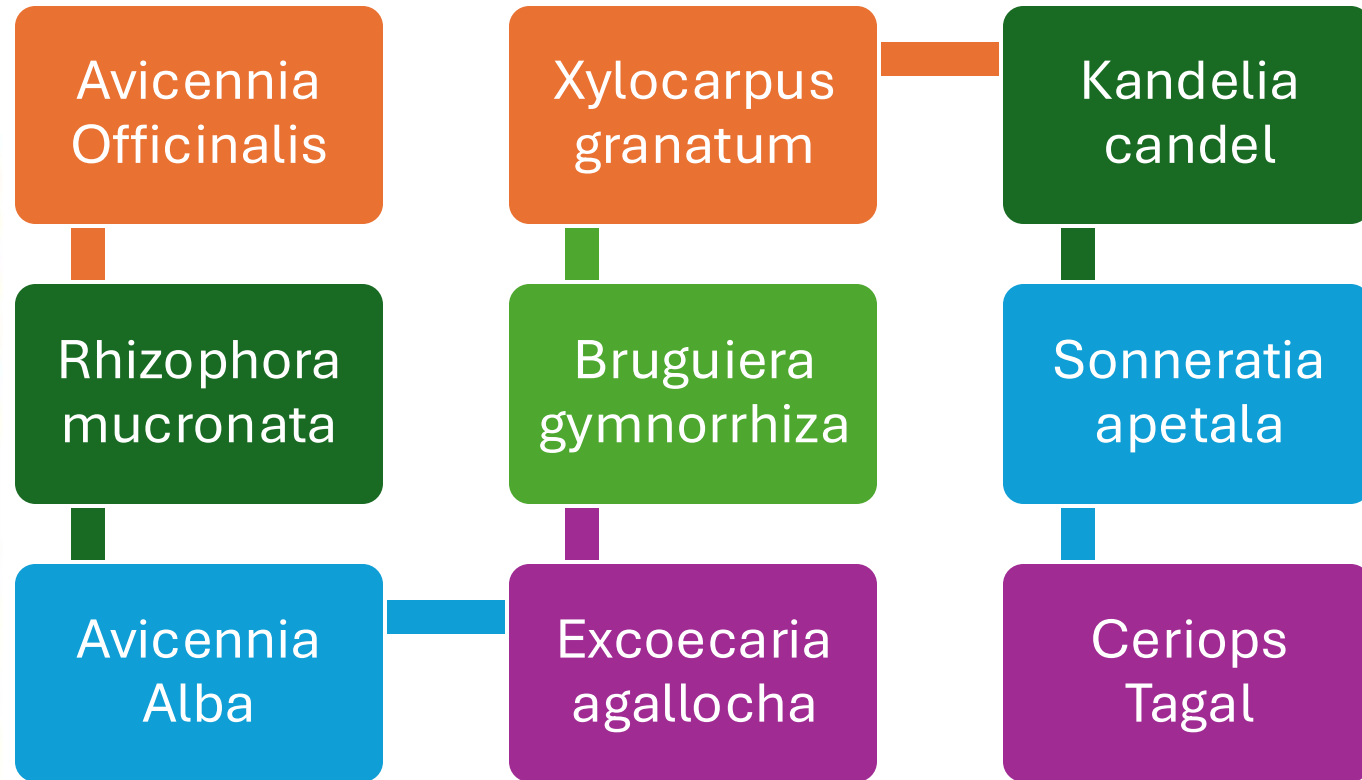 Avicennia
Officinalis
Rhizophora
mucronata
Avicennia
Alba
Excoecaria
agallocha
Bruguiera
gymnorrhiza
Xylocarpus
granatum
Kandelia
candel
Sonneratia
apetala
Ceriops
Tagal